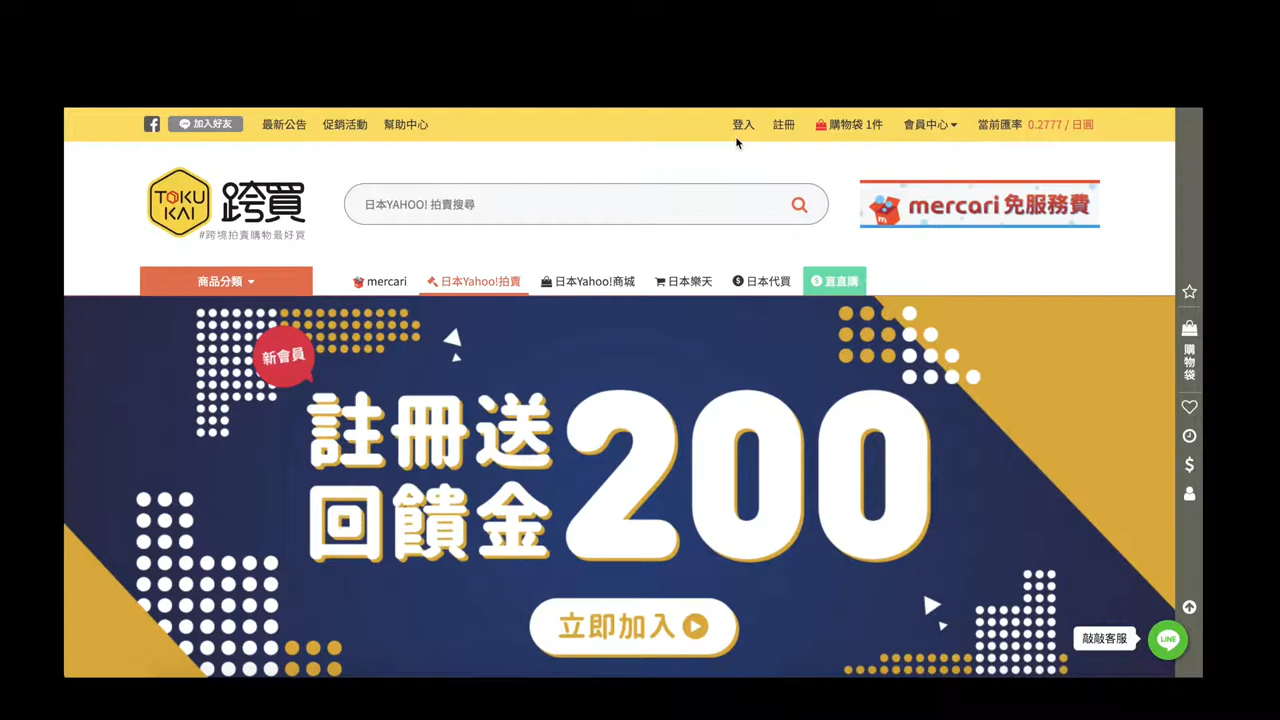 加入好友 最新公告 促銷活動 幫助中心 登入 註冊 購物袋 1件 會員中心 當前匯率 0.2777 / 日圓
TOKU KAI 跨買
#跨境拍賣購物最好買
日本YAHOO! 拍賣搜尋
mercari 免服務費
商品分類 mercari 日本Yahoo!拍賣 日本Yahoo!商城 日本樂天 日本代買 直直購
新會員
註冊送
回饋金
200
立即加入
購物袋
敲敲客服
LINE